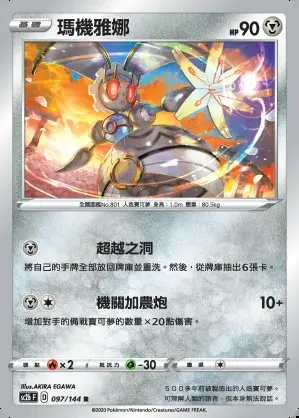 基礎 瑪機雅娜 HP90
全國圖鑑No.801 人造寶可夢 身高：1.0m 體重：80.5kg
超越之洞
將自己的手牌全部放回牌庫並重洗。然後，從牌庫抽出6張卡。
機關加農炮 10+
增加對手的備戰寶可夢的數量×20點傷害。
弱點 ×2 抵抗力 -30 撤退
Illus.AKIRA EGAWA
sc2b F D 097/144 R
５００多年前被製造出的人造寶可夢。
可理解人類的語言，但本身無法說話。
©2020 Pokémon/Nintendo/Creatures/GAME FREAK.